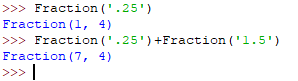 >>> Fraction('.25')
Fraction(1, 4)
>>> Fraction('.25')+Fraction('1.5')
Fraction(7, 4)
>>>